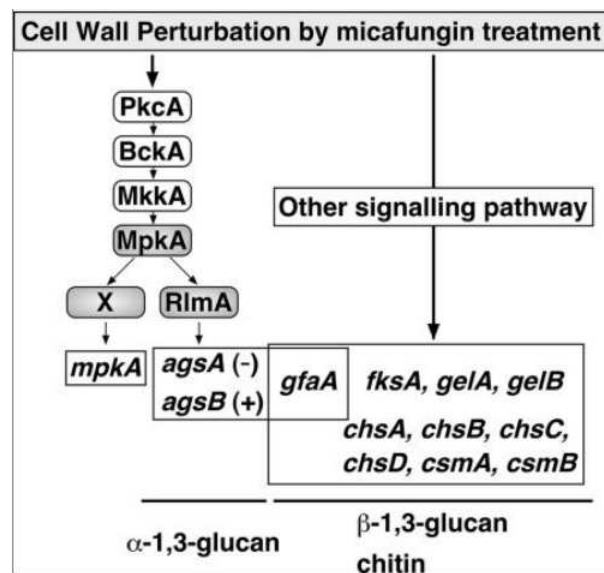 Cell Wall Perturbation by micafungin treatment
PkcA
BckA
MkkA
Other signalling pathway
MpkA
X
RlmA
mpkA
agsA (-)
agsB (+)
gfaA
fksA, gelA, gelB
chsA, chsB, chsC,
chsD, csmA, csmB
α-1,3-glucan
β-1,3-glucan
chitin